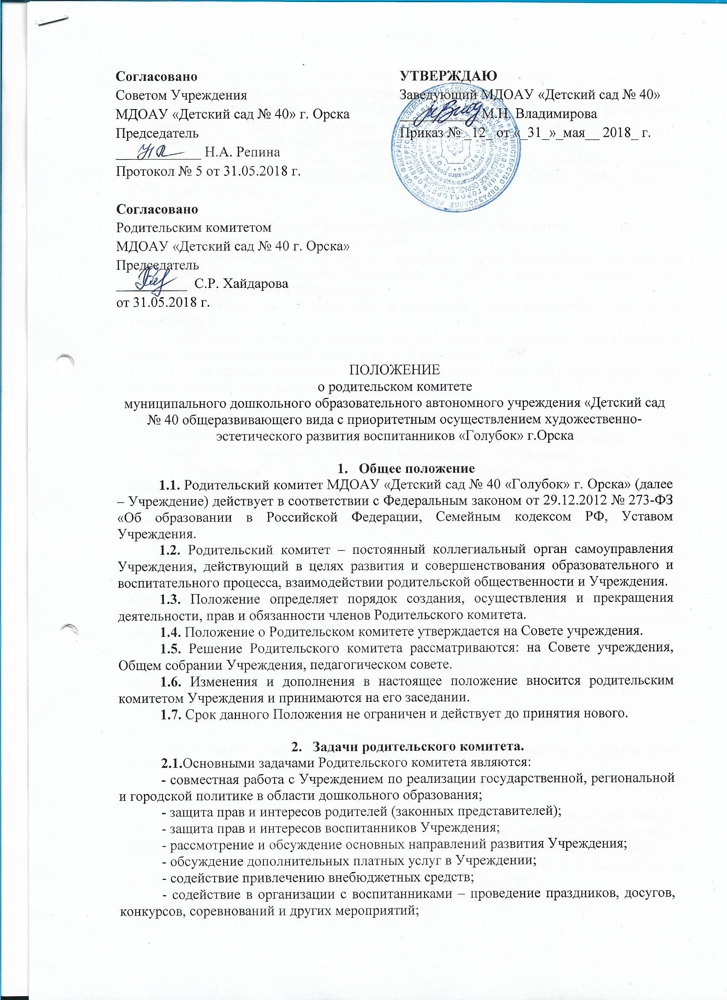 Согласовано
Советом Учреждения
МДОАУ «Детский сад № 40» г. Орска
Председатель
____________ Н.А. Репина
Протокол № 5 от 31.05.2018 г.
УТВЕРЖДАЮ
Заведующий МДОАУ «Детский сад № 40»
___________ М.Н. Владимирова
Приказ № _12_ от «_31_»_мая__ 2018_ г.
Согласовано
Родительским комитетом
МДОАУ «Детский сад № 40 г. Орска»
Председатель
__________ С.Р. Хайдарова
от 31.05.2018 г.
ПОЛОЖЕНИЕ
о родительском комитете
муниципального дошкольного образовательного автономного учреждения «Детский сад
№ 40 общеразвивающего вида с приоритетным осуществлением художественно-
эстетического развития воспитанников «Голубок» г.Орска
1. Общее положение
1.1. Родительский комитет МДОАУ «Детский сад № 40 «Голубок» г. Орска» (далее
– Учреждение) действует в соответствии с Федеральным законом от 29.12.2012 № 273-ФЗ
«Об образовании в Российской Федерации, Семейным кодексом РФ, Уставом
Учреждения.
1.2. Родительский комитет – постоянный коллегиальный орган самоуправления
Учреждения, действующий в целях развития и совершенствования образовательного и
воспитательного процесса, взаимодействии родительской общественности и Учреждения.
1.3. Положение определяет порядок создания, осуществления и прекращения
деятельности, прав и обязанности членов Родительского комитета.
1.4. Положение о Родительском комитете утверждается на Совете учреждения.
1.5. Решение Родительского комитета рассматриваются: на Совете учреждения,
Общем собрании Учреждения, педагогическом совете.
1.6. Изменения и дополнения в настоящее положение вносится родительским
комитетом Учреждения и принимаются на его заседании.
1.7. Срок данного Положения не ограничен и действует до принятия нового.
2. Задачи родительского комитета.
2.1.Основными задачами Родительского комитета являются:
- совместная работа с Учреждением по реализации государственной, региональной
и городской политике в области дошкольного образования;
- защита прав и интересов родителей (законных представителей);
- защита прав и интересов воспитанников Учреждения;
- рассмотрение и обсуждение основных направлений развития Учреждения;
- обсуждение дополнительных платных услуг в Учреждении;
- содействие привлечению внебюджетных средств;
- содействие в организации с воспитанниками – проведение праздников, досугов,
конкурсов, соревнований и других мероприятий;